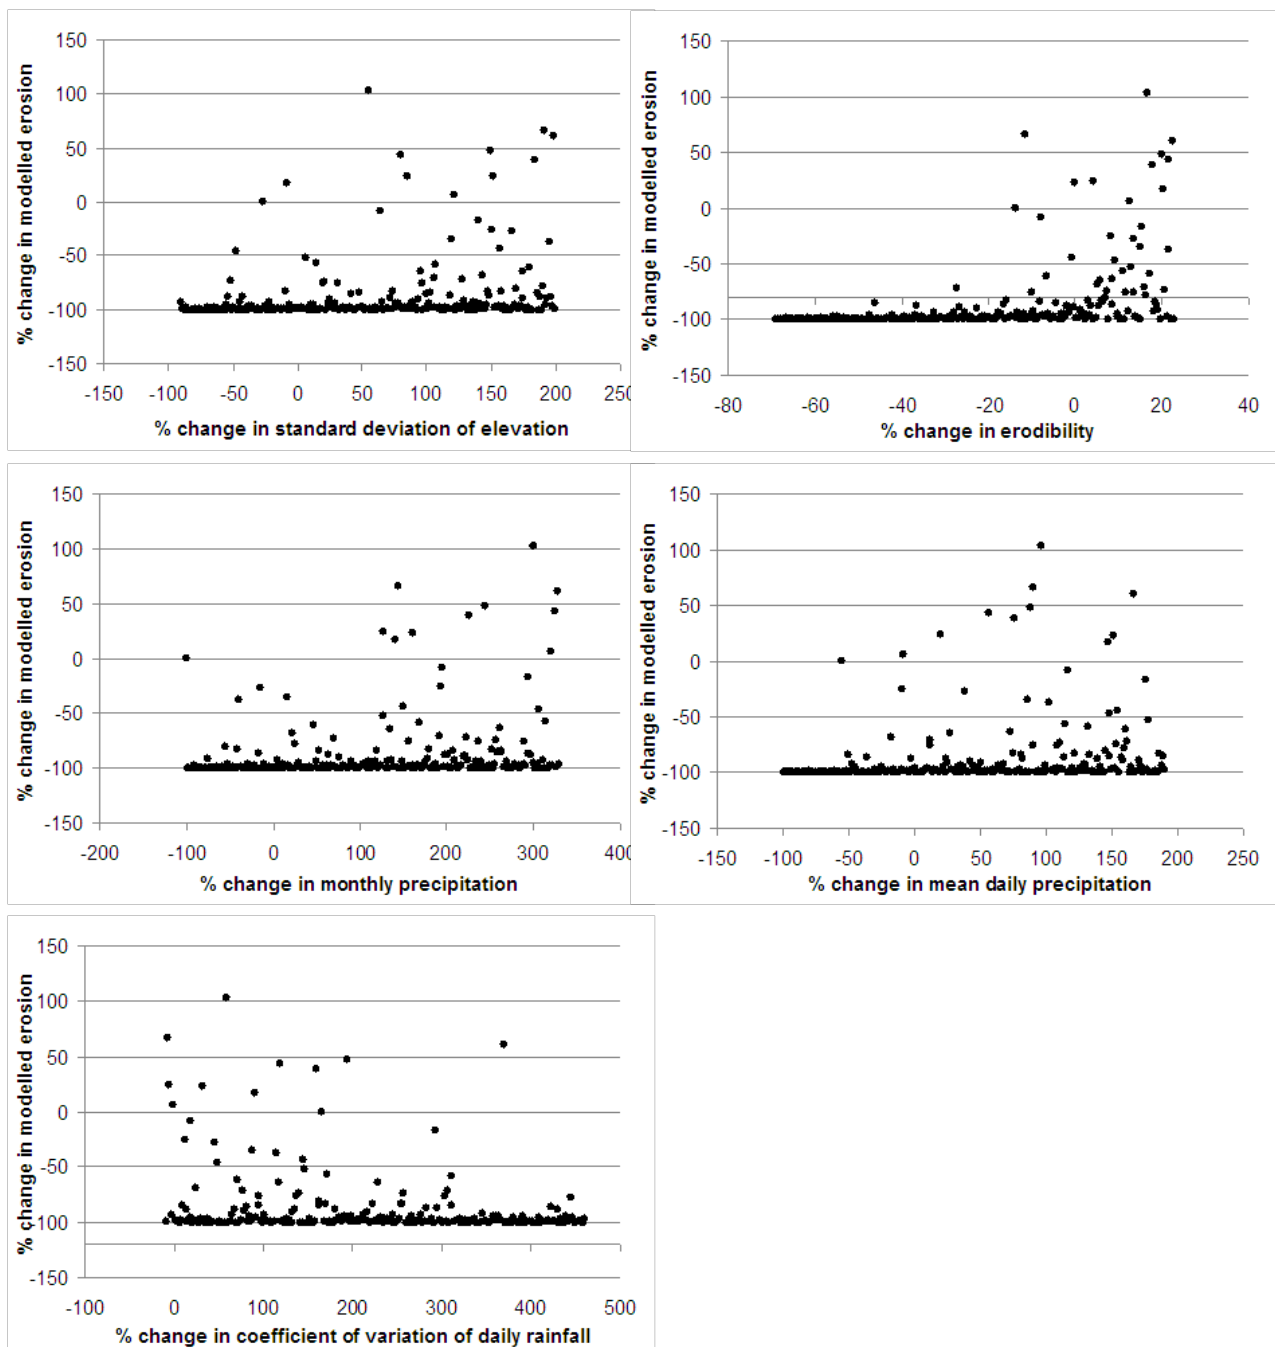 150
100
50
0
-50
-100
-150
-150 -100 -50 0 50 100 150 200 250
% change in modelled erosion
% change in standard deviation of elevation
150
100
50
0
-50
-100
-150
-80 -60 -40 -20 0 20 40
% change in modelled erosion
% change in erodibility
150
100
50
0
-50
-100
-150
-200 -100 0 100 200 300 400
% change in modelled erosion
% change in monthly precipitation
150
100
50
0
-50
-100
-150
-150 -100 -50 0 50 100 150 200 250
% change in modelled erosion
% change in mean daily precipitation
150
100
50
0
-50
-100
-150
-100 0 100 200 300 400 500
% change in modelled erosion
% change in coefficient of variation of daily rainfall